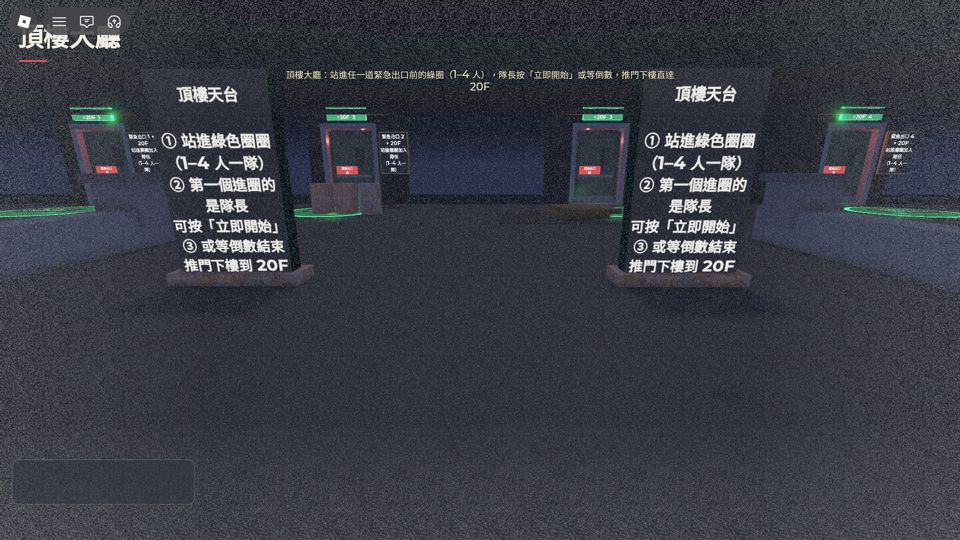 頂樓大廳
頂樓大廳：站進任一道緊急出口前的綠圈（1–4 人），隊長按「立即開始」或等倒數，推門下樓直達
20F
頂樓天台
① 站進綠色圈圈
（1–4 人一隊）
② 第一個進圈的
是隊長
可按「立即開始」
③ 或等倒數結束
推門下樓到 20F
頂樓天台
① 站進綠色圈圈
（1–4 人一隊）
② 第一個進圈的
是隊長
可按「立即開始」
③ 或等倒數結束
推門下樓到 20F